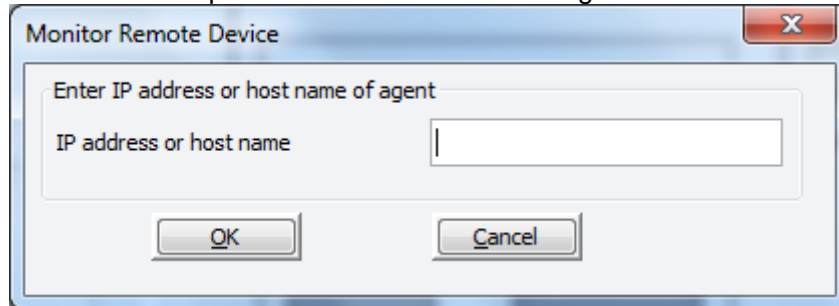 Monitor Remote Device
Enter IP address or host name of agent
IP address or host name
OK
Cancel